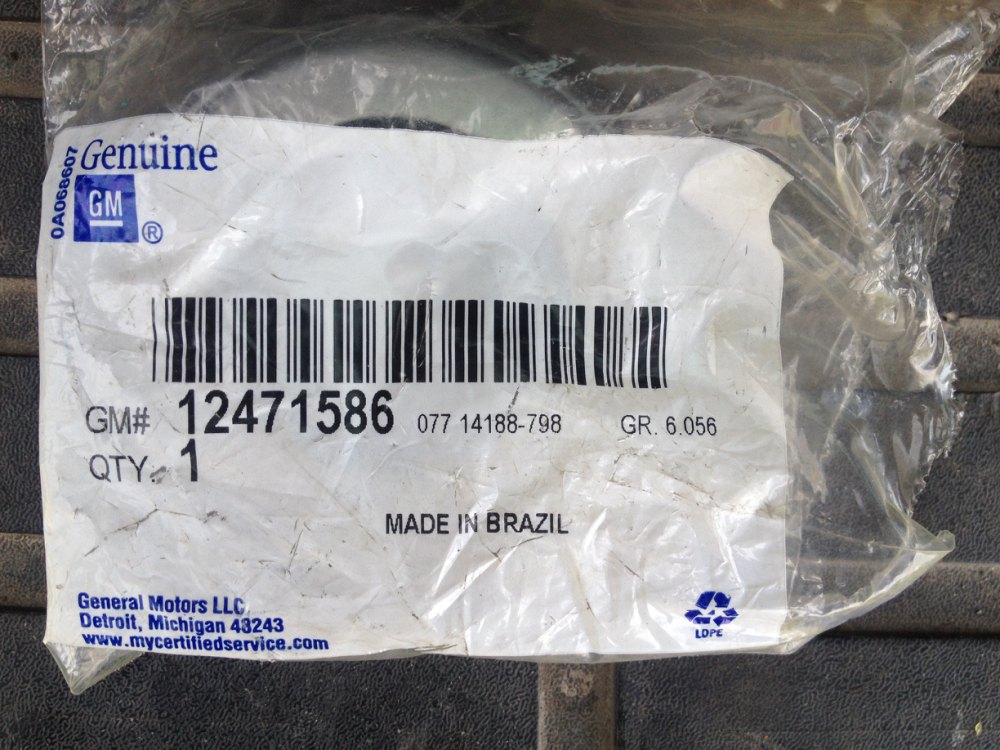 0A068607
Genuine
GM
®
GM# 12471586 077 14188-798 GR. 6.056
QTY. 1
MADE IN BRAZIL
General Motors LLC,
Detroit, Michigan 48243
www.mycertifiedservice.com
LDPE